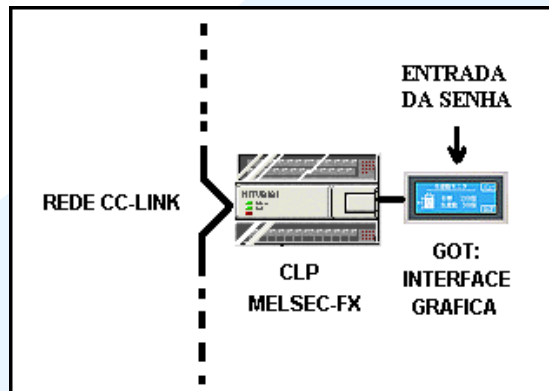 ENTRADA
DA SENHA
REDE CC-LINK
CLP
MELSEC-FX
GOT:
INTERFACE
GRAFICA